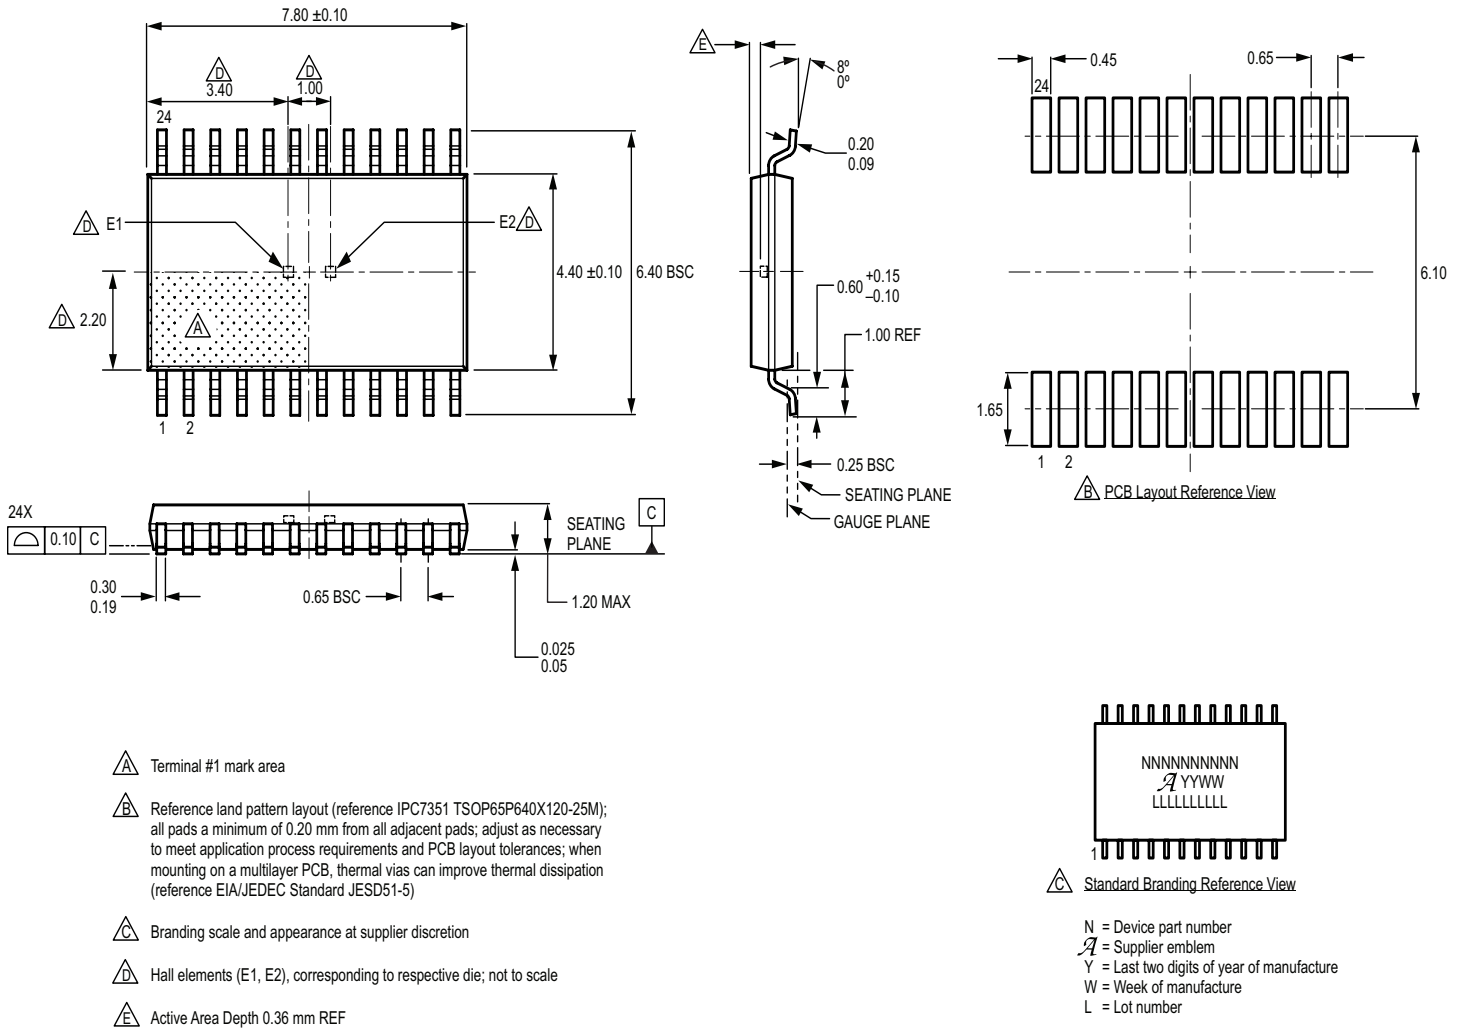 7.80 ±0.10
D
3.40
D
1.00
24
D E1
E2 D
D 2.20
A
4.40 ±0.10
6.40 BSC
1 2
E
8º
0º
0.20
0.09
0.60 +0.15
–0.10
1.00 REF
0.25 BSC
SEATING PLANE
GAUGE PLANE
0.45
0.65
24
6.10
1.65
1 2
B PCB Layout Reference View
24X
0.10 C
SEATING
PLANE
C
0.30
0.19
0.65 BSC
1.20 MAX
0.025
0.05
A Terminal #1 mark area
B Reference land pattern layout (reference IPC7351 TSOP65P640X120-25M);
all pads a minimum of 0.20 mm from all adjacent pads; adjust as necessary
to meet application process requirements and PCB layout tolerances; when
mounting on a multilayer PCB, thermal vias can improve thermal dissipation
(reference EIA/JEDEC Standard JESD51-5)
C Branding scale and appearance at supplier discretion
D Hall elements (E1, E2), corresponding to respective die; not to scale
E Active Area Depth 0.36 mm REF
NNNNNNNNNN
A YYWW
LLLLLLLLLL
1
C Standard Branding Reference View
N = Device part number
A = Supplier emblem
Y = Last two digits of year of manufacture
W = Week of manufacture
L = Lot number